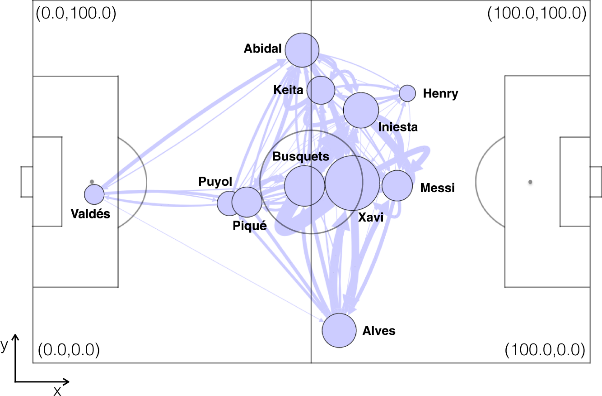 (0.0,100.0) (100.0,100.0)
Abidal
Keita
Henry
Iniesta
Busquets
Puyol
Messi
Valdés
Xavi
Piqué
Alves
y
(0.0,0.0) (100.0,0.0)
x